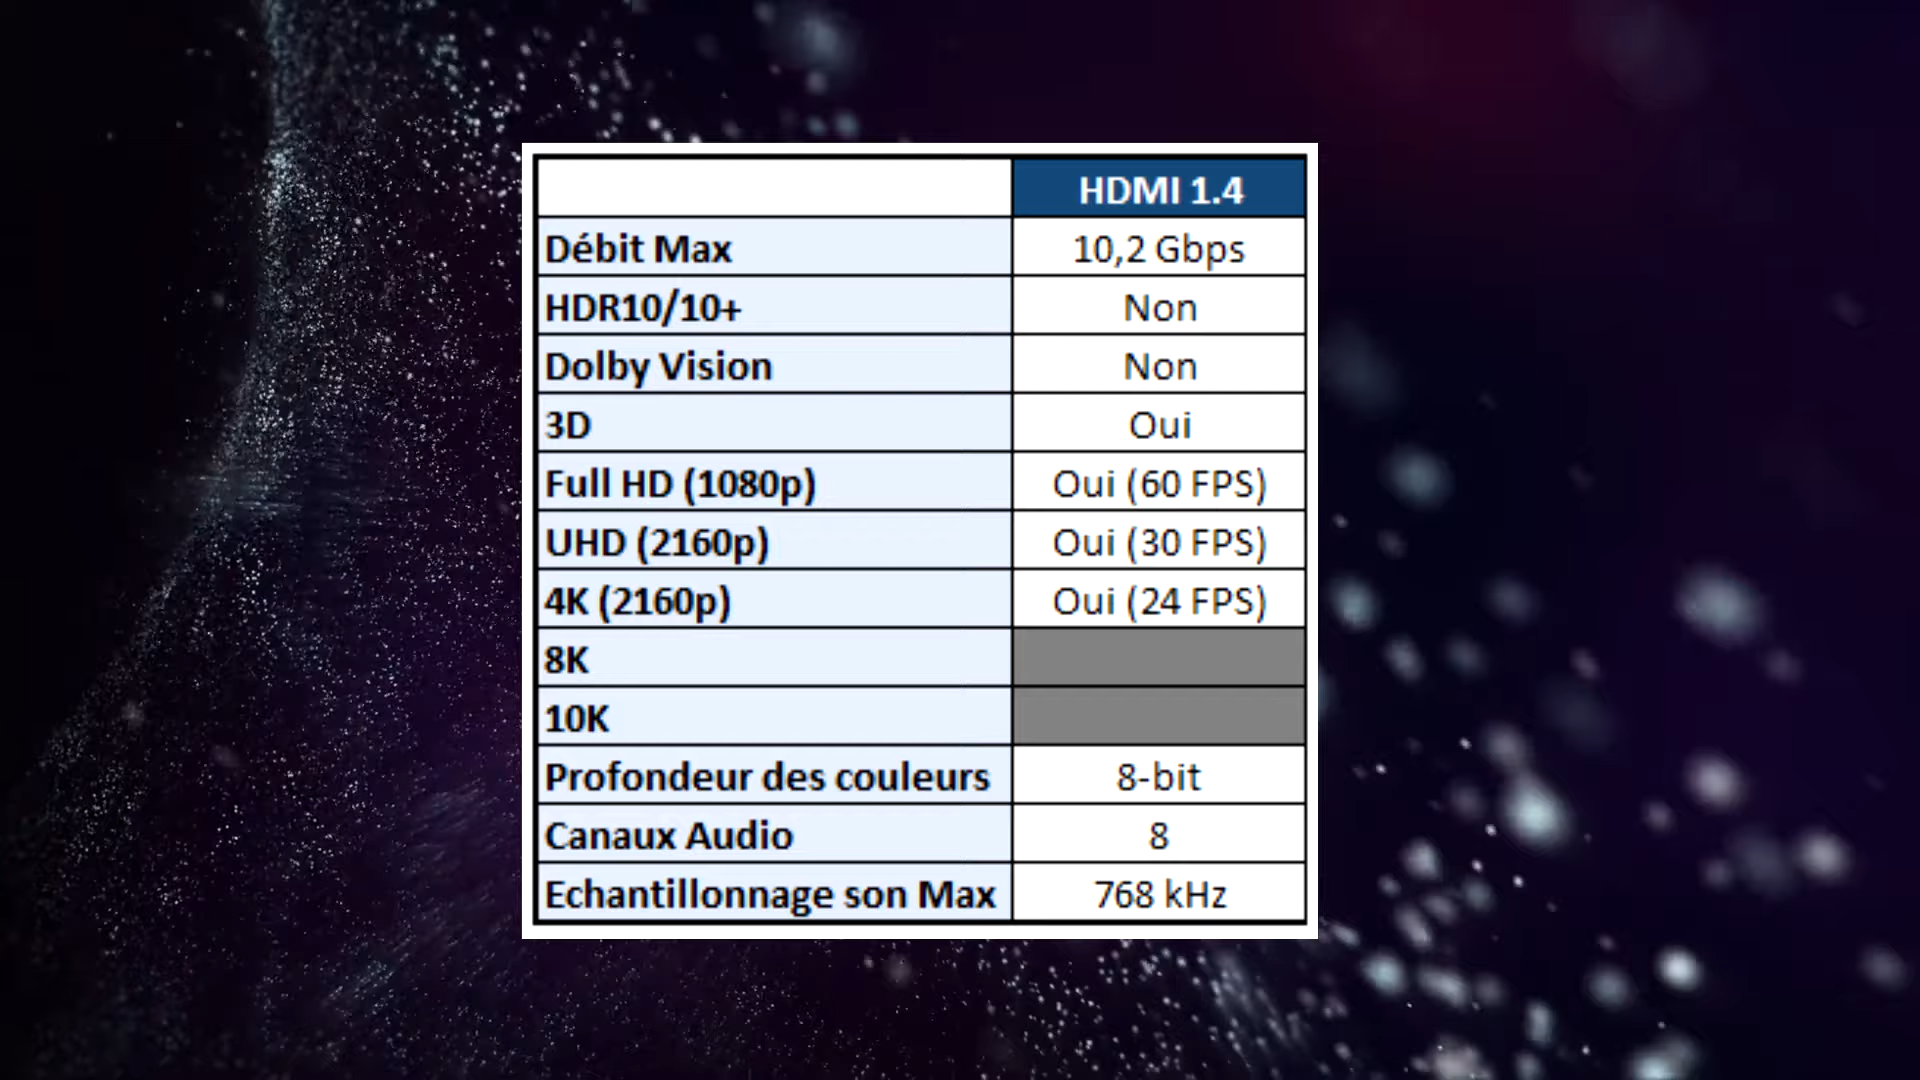 HDMI 1.4
Débit Max 10,2 Gbps
HDR10/10+ Non
Dolby Vision Non
3D Oui
Full HD (1080p) Oui (60 FPS)
UHD (2160p) Oui (30 FPS)
4K (2160p) Oui (24 FPS)
8K
10K
Profondeur des couleurs 8-bit
Canaux Audio 8
Echantillonnage son Max 768 kHz